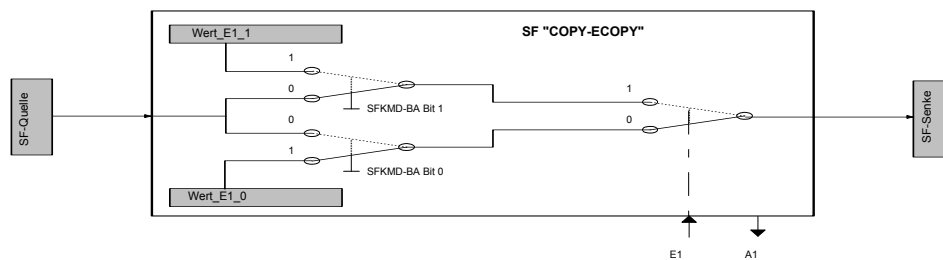 SF "COPY-ECOPY"
Wert_E1_1
1
SF-Quelle
0
SFKMD-BA Bit 1
1
SF-Senke
0
0
1
SFKMD-BA Bit 0
Wert_E1_0
E1
A1